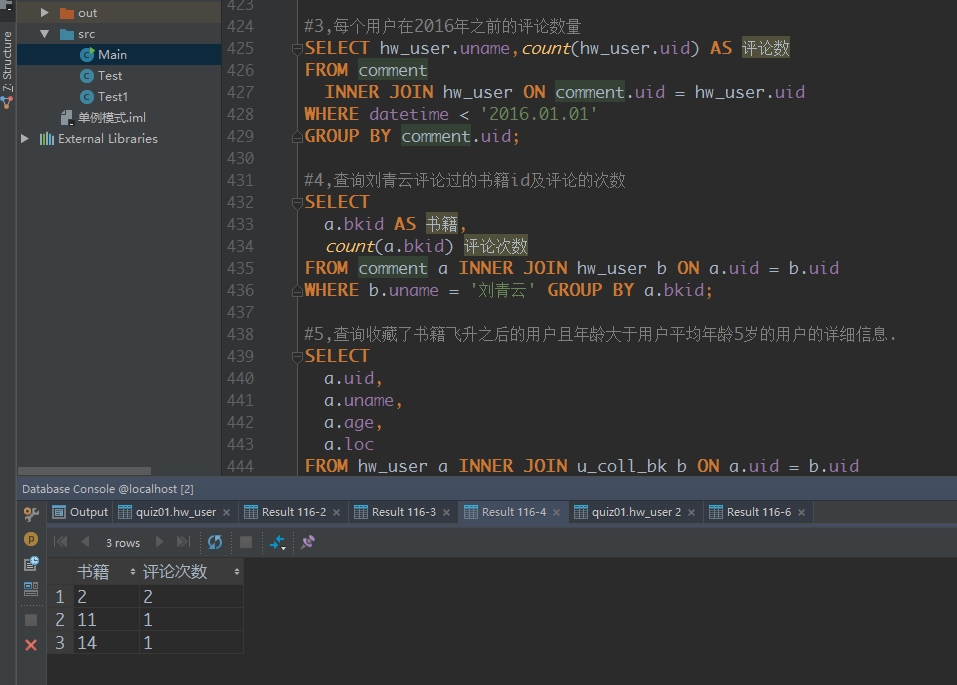 out
src
Main
Test
Test1
单例模式.iml
External Libraries
Z: Structure
423
424 #3,每个用户在2016年之前的评论数量
425 SELECT hw_user.uname,count(hw_user.uid) AS 评论数
426 FROM comment
427 INNER JOIN hw_user ON comment.uid = hw_user.uid
428 WHERE datetime < '2016.01.01'
429 GROUP BY comment.uid;
430
431 #4,查询刘青云评论过的书籍id及评论的次数
432 SELECT
433 a.bkid AS 书籍,
434 count(a.bkid) 评论次数
435 FROM comment a INNER JOIN hw_user b ON a.uid = b.uid
436 WHERE b.uname = '刘青云' GROUP BY a.bkid;
437
438 #5,查询收藏了书籍飞升之后的用户且年龄大于用户平均年龄5岁的用户的详细信息.
439 SELECT
440 a.uid,
441 a.uname,
442 a.age,
443 a.loc
444 FROM hw_user a INNER JOIN u_coll_bk b ON a.uid = b.uid
Database Console @localhost [2]
Output quiz01.hw_user × Result 116-2 × Result 116-3 × Result 116-4 × quiz01.hw_user 2 × Result 116-6 ×
3 rows
书籍 评论次数
1 2 2
2 11 1
3 14 1